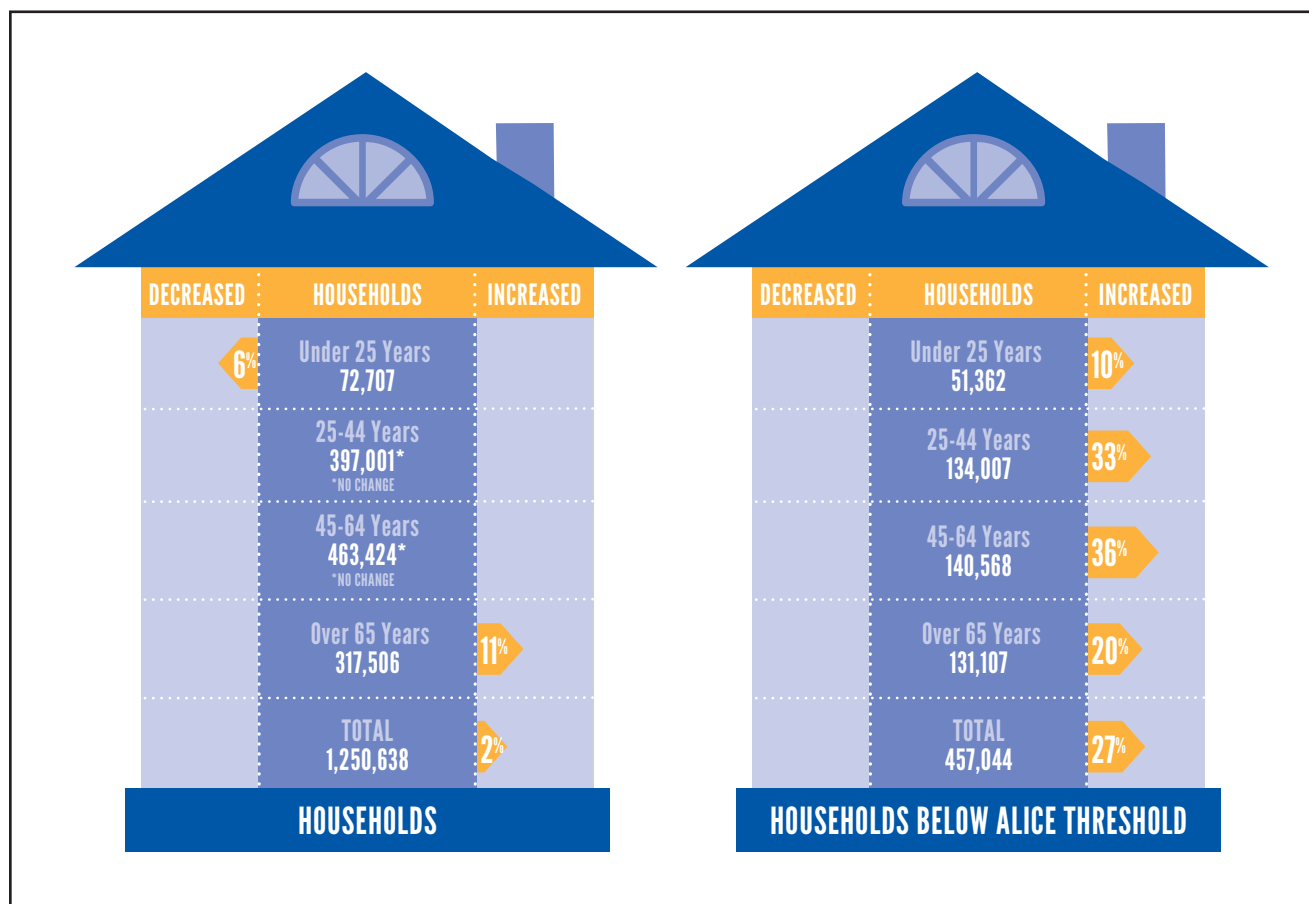 DECREASED HOUSEHOLDS INCREASED
6%
Under 25 Years
72,707
25-44 Years
397,001*
*NO CHANGE
45-64 Years
463,424*
*NO CHANGE
Over 65 Years
317,506
11%
TOTAL
1,250,638
2%
HOUSEHOLDS
DECREASED HOUSEHOLDS INCREASED
Under 25 Years
51,362
10%
25-44 Years
134,007
33%
45-64 Years
140,568
36%
Over 65 Years
131,107
20%
TOTAL
457,044
27%
HOUSEHOLDS BELOW ALICE THRESHOLD